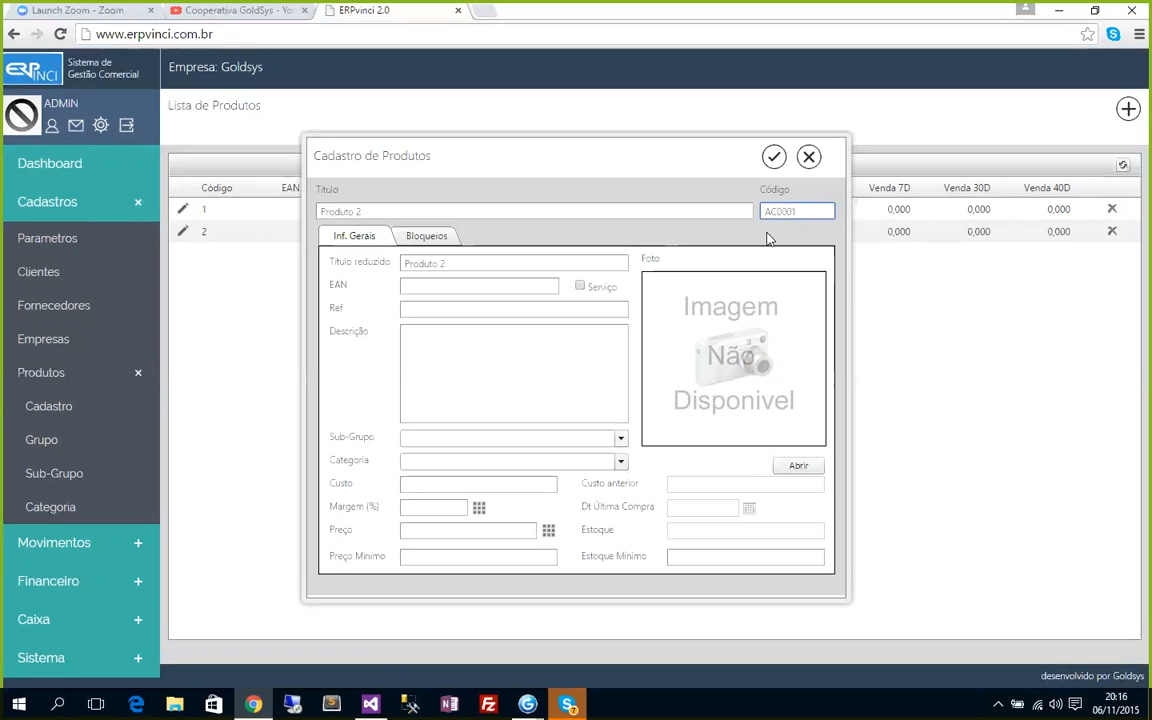 Launch Zoom - Zoom
Cooperativa GoldSys - Yo
ERPvinci 2.0
www.erpvinci.com.br
ERPINCI
Sistema de
Gestão Comercial
Empresa: Goldsys
ADMIN
Lista de Produtos
Dashboard
Cadastros
Parametros
Clientes
Fornecedores
Empresas
Produtos
Cadastro
Grupo
Sub-Grupo
Categoria
Movimentos
Financeiro
Caixa
Sistema
Código
EAN
Venda 7D
Venda 30D
Venda 40D
1
0,000
0,000
0,000
2
0,000
0,000
0,000
Cadastro de Produtos
Título
Código
Produto 2
AC0001
Inf. Gerais
Bloqueios
Título reduzido
Produto 2
EAN
Serviço
Ref
Descrição
Foto
Imagem
Não
Disponivel
Sub-Grupo
Categoria
Abrir
Custo
Custo anterior
Margem (%)
Dt Última Compra
Preço
Estoque
Preço Mínimo
Estoque Mínimo
desenvolvido por Goldsys
20:16
06/11/2015